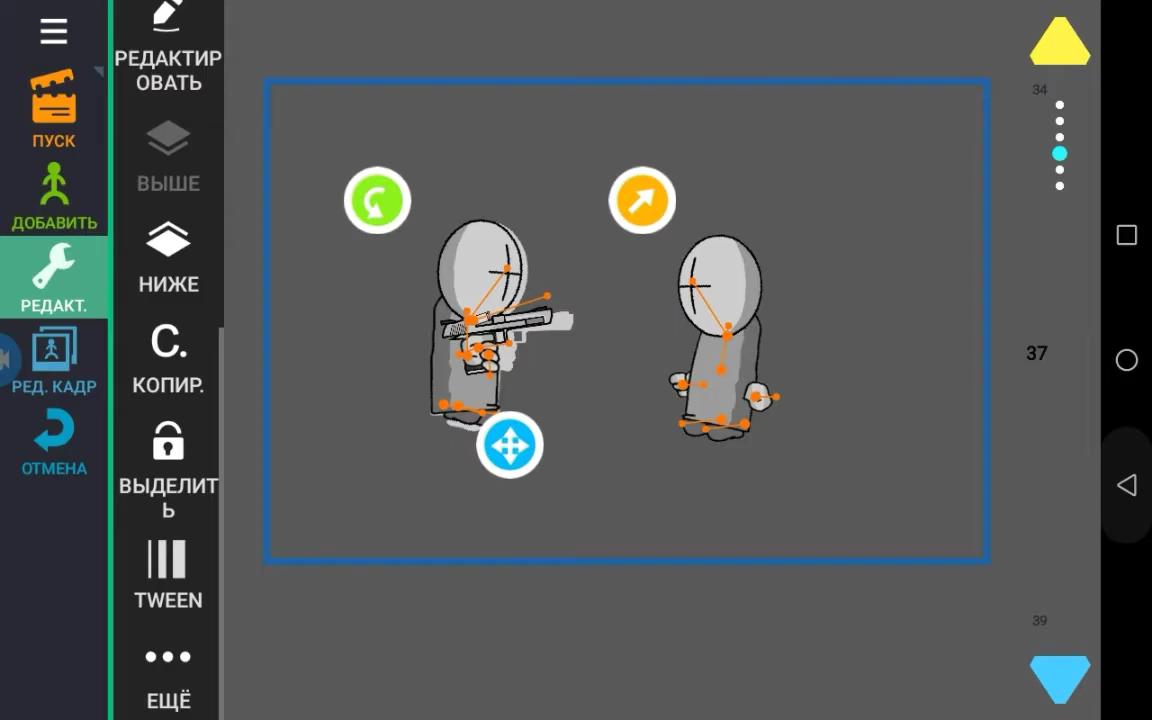 ПУСК
ДОБАВИТЬ
РЕДАКТ.
РЕД. КАДР
ОТМЕНА
РЕДАКТИР
ОВАТЬ
ВЫШЕ
НИЖЕ
C.
КОПИР.
ВЫДЕЛИТ
Ь
TWEEN
ЕЩЁ
34
37
39